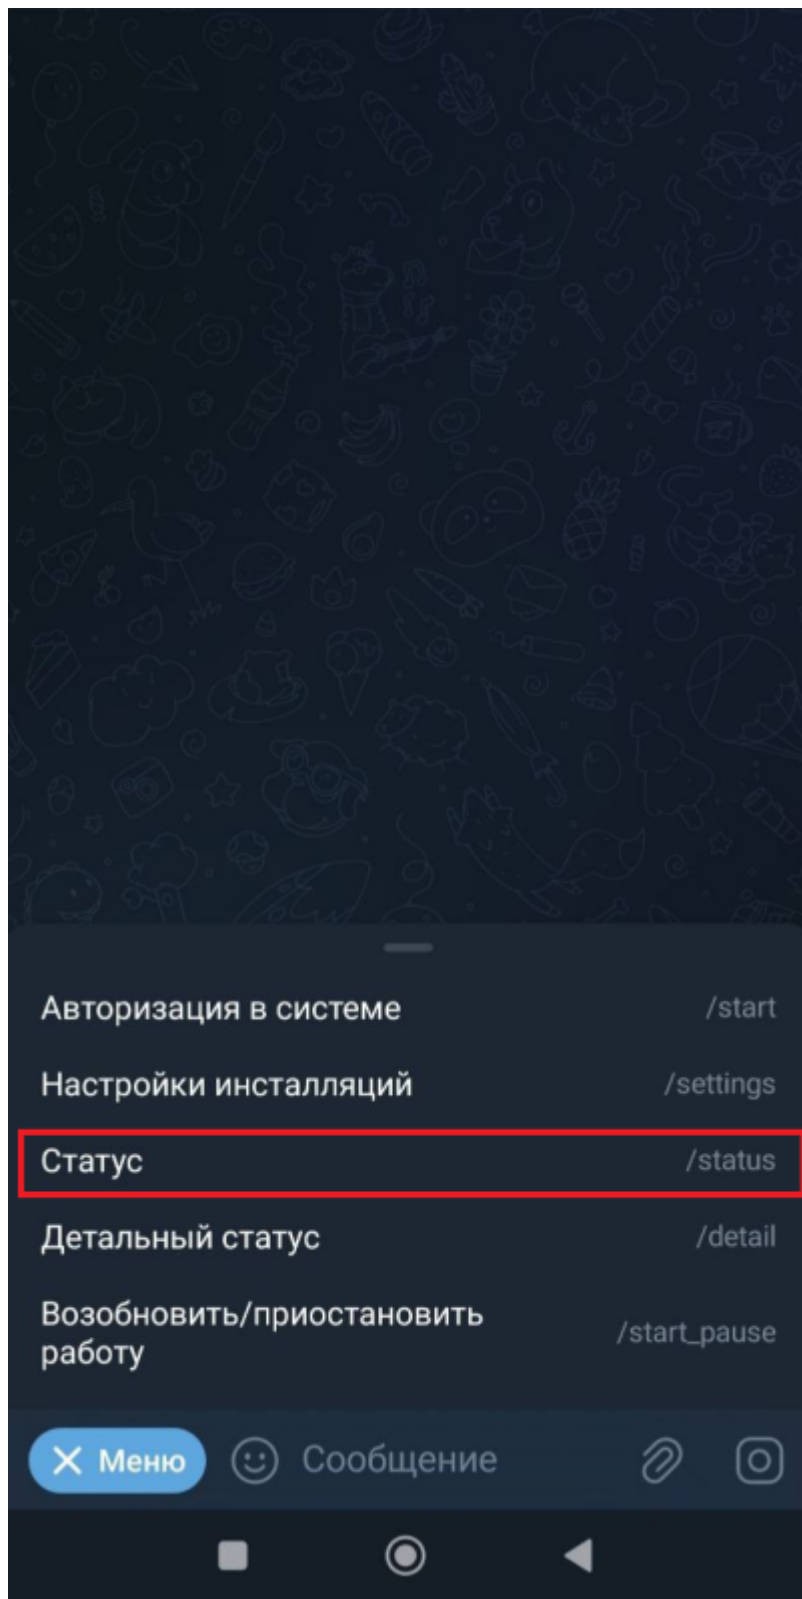 Авторизация в системе /start
Настройки инсталляций /settings
Статус /status
Детальный статус /detail
Возобновить/приостановить
работу /start_pause
Меню Сообщение